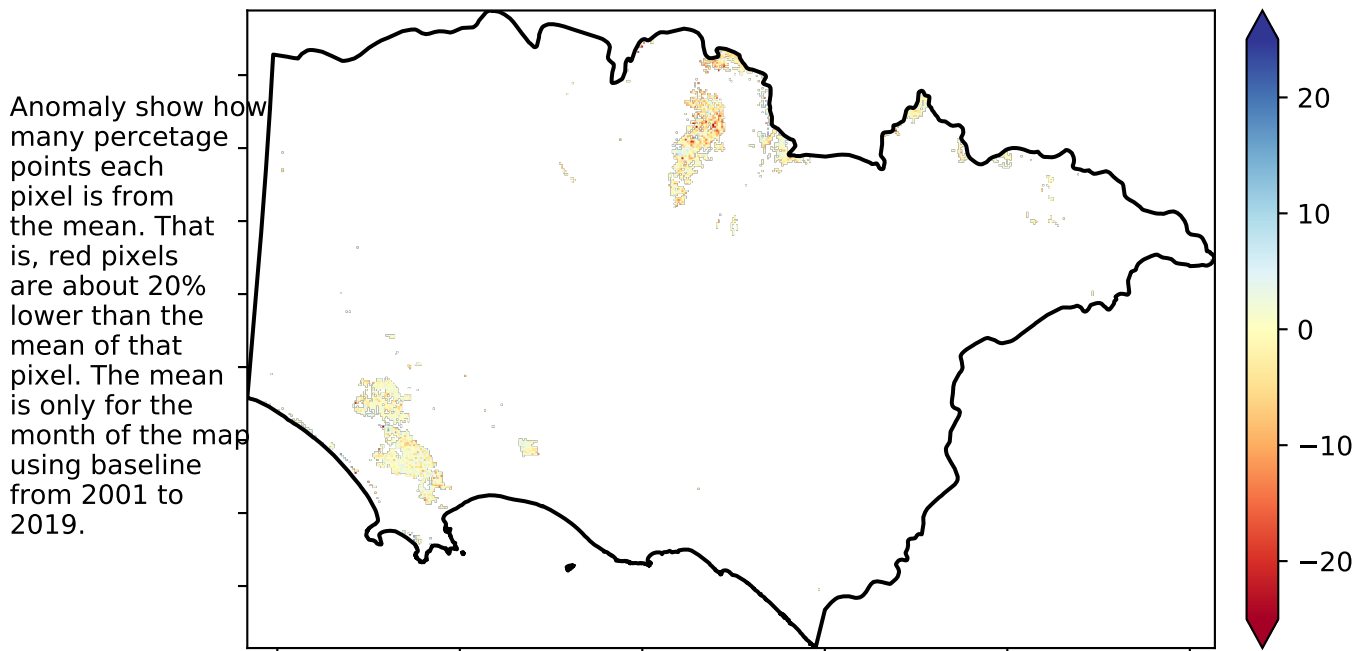 Anomaly show how
many percetage
points each
pixel is from
the mean. That
is, red pixels
are about 20%
lower than the
mean of that
pixel. The mean
is only for the
month of the map
using baseline
from 2001 to
2019.
20
10
0
−10
−20